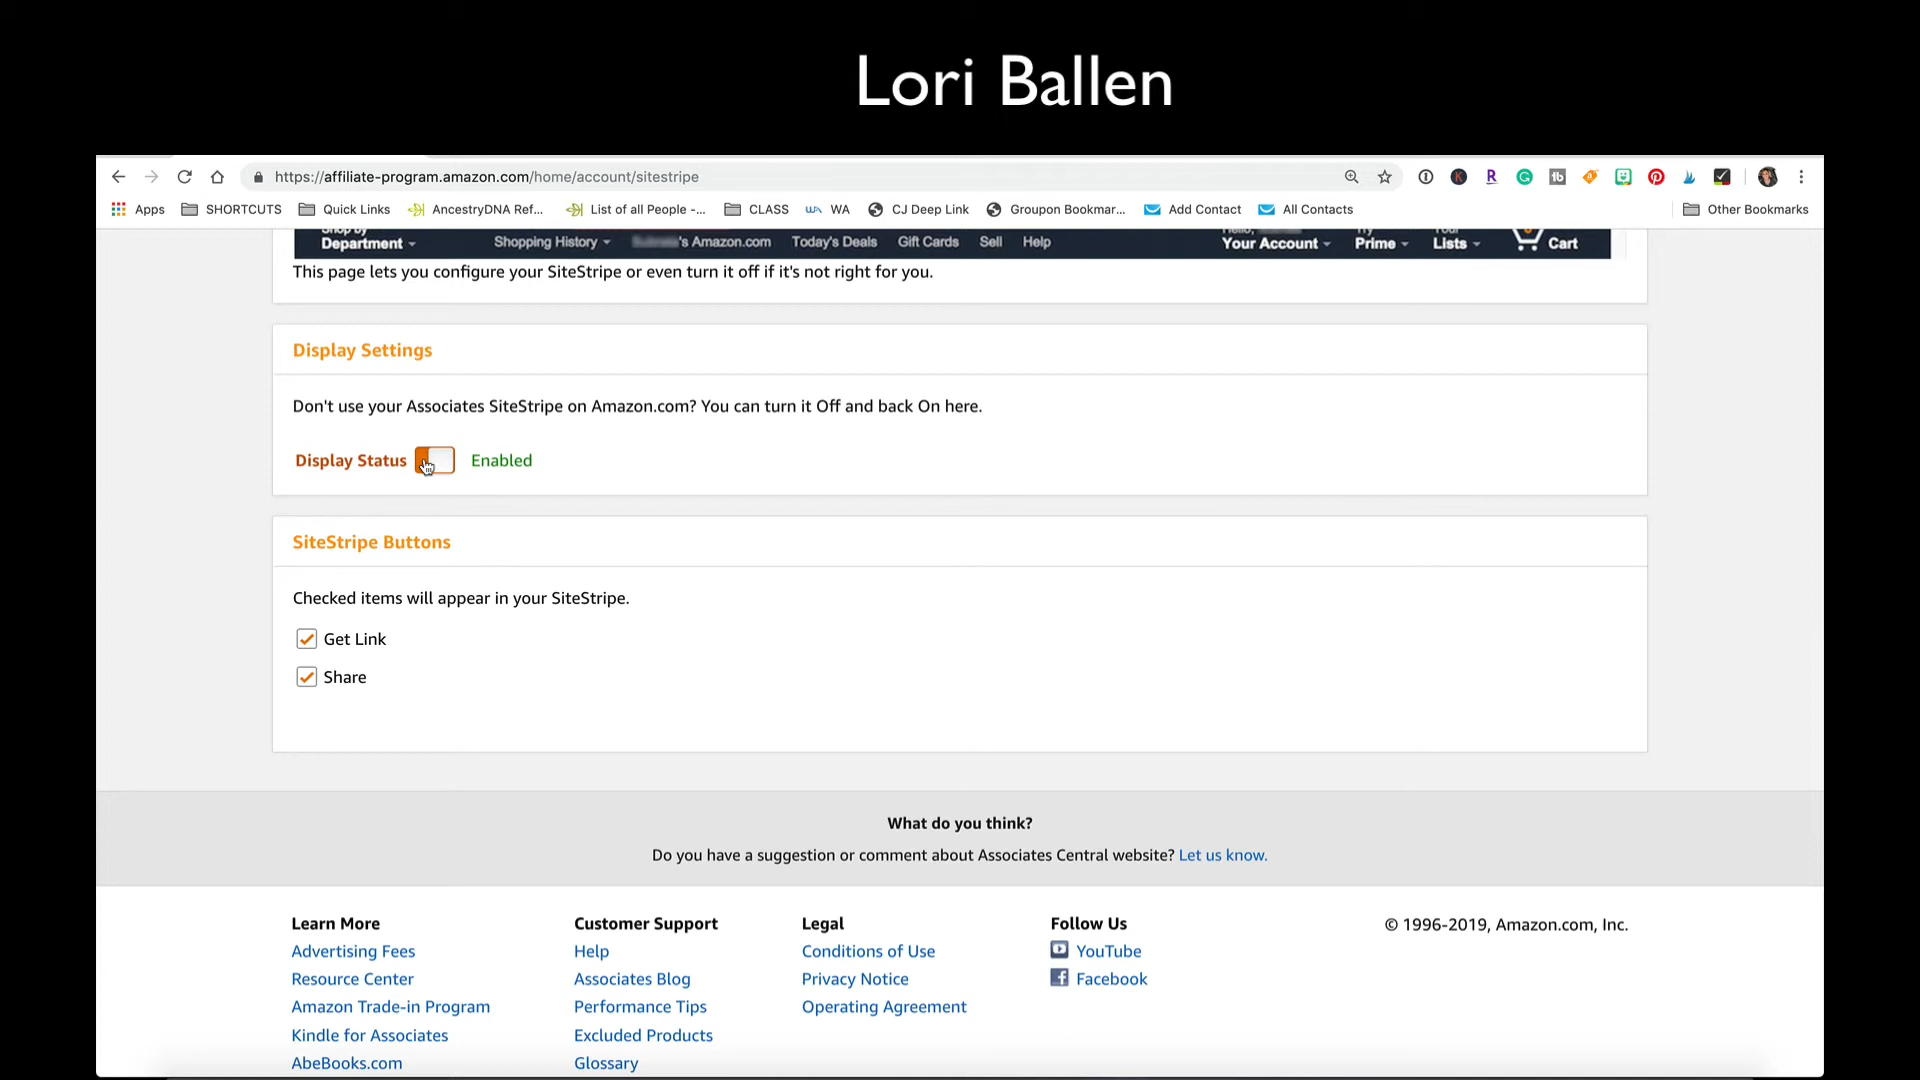 Lori Ballen
https://affiliate-program.amazon.com/home/account/sitestripe
Apps SHORTCUTS Quick Links AncestryDNA Ref... List of all People -... CLASS WA CJ Deep Link Groupon Bookmar... Add Contact All Contacts Other Bookmarks
Shop by
Department Shopping History 's Amazon.com Today's Deals Gift Cards Sell Help Your Account Prime Lists Cart
This page lets you configure your SiteStripe or even turn it off if it's not right for you.
Display Settings
Don't use your Associates SiteStripe on Amazon.com? You can turn it Off and back On here.
Display Status Enabled
SiteStripe Buttons
Checked items will appear in your SiteStripe.
Get Link
Share
What do you think?
Do you have a suggestion or comment about Associates Central website? Let us know.
Learn More Customer Support Legal Follow Us © 1996-2019, Amazon.com, Inc.
Advertising Fees Help Conditions of Use YouTube
Resource Center Associates Blog Privacy Notice Facebook
Amazon Trade-in Program Performance Tips Operating Agreement
Kindle for Associates Excluded Products
AbeBooks.com Glossary